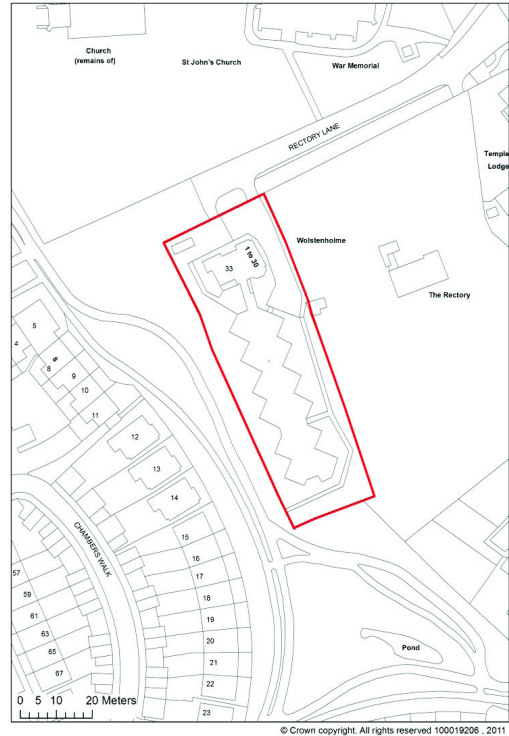 Church
(remains of)
St John's Church
War Memorial
RECTORY LANE
Temple
Lodge
Wolstenholme
1 to 30
33
The Rectory
5
4
8
8
9
10
11
12
13
14
CHAMBERS WALK
15
16
17
18
19
20
21
22
23
57
59
61
63
65
67
Pond
0 5 10 20 Meters
© Crown copyright. All rights reserved 100019206 , 2011